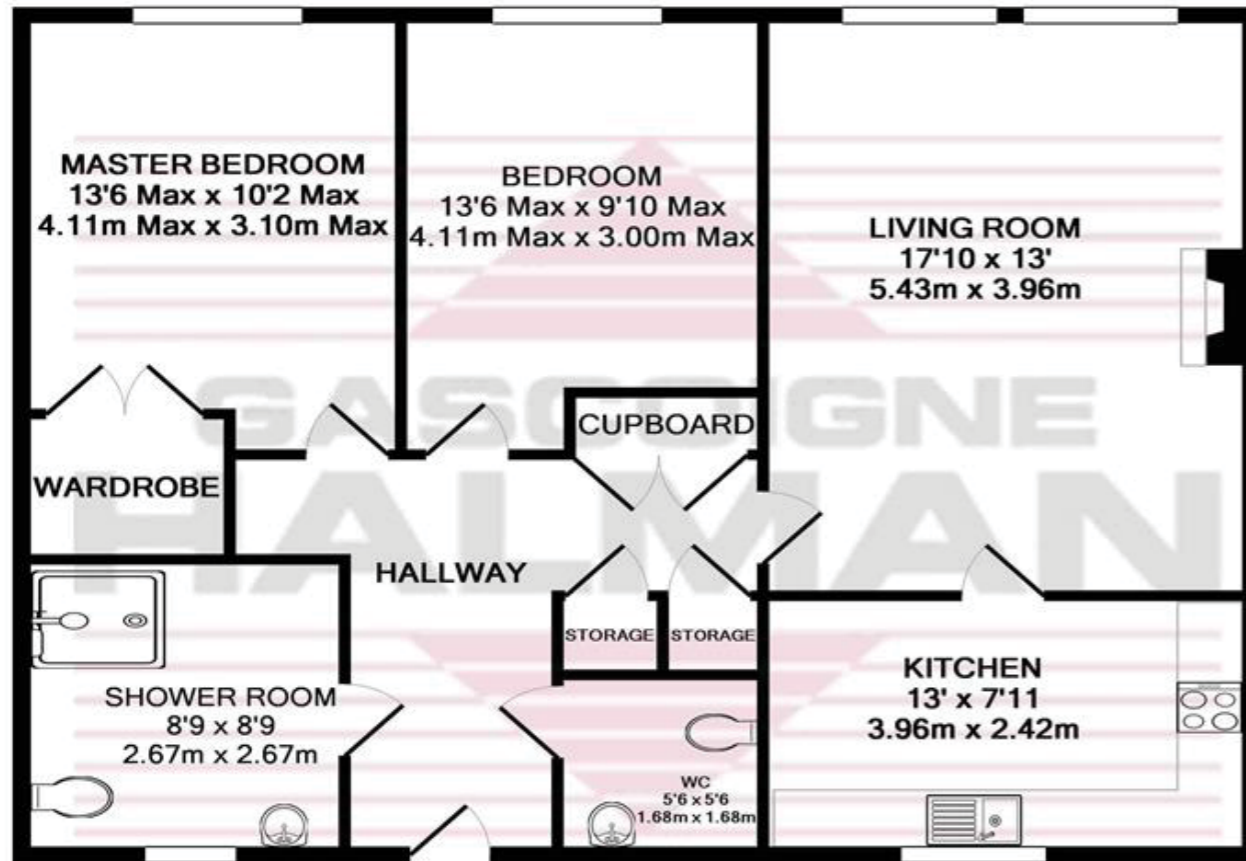 MASTER BEDROOM
13'6 Max x 10'2 Max
4.11m Max x 3.10m Max
BEDROOM
13'6 Max x 9'10 Max
4.11m Max x 3.00m Max
LIVING ROOM
17'10 x 13'
5.43m x 3.96m
GASCOIGNE
HALMAN
CUPBOARD
WARDROBE
HALLWAY
STORAGE
STORAGE
SHOWER ROOM
8'9 x 8'9
2.67m x 2.67m
WC
5'6 x 5'6
1.68m x 1.68m
KITCHEN
13' x 7'11
3.96m x 2.42m